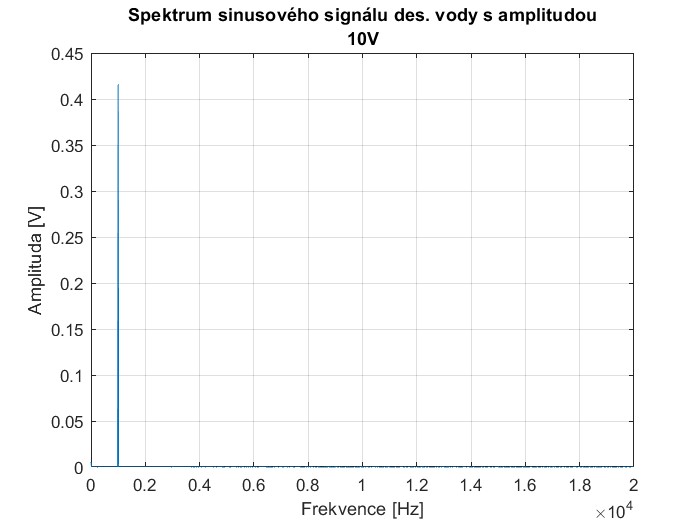 Spektrum sinusového signálu des. vody s amplitudou
10V
0.45
0.4
0.35
0.3
0.25
0.2
0.15
0.1
0.05
0
Amplituda [V]
0 0.2 0.4 0.6 0.8 1 1.2 1.4 1.6 1.8 2
Frekvence [Hz]
×10⁴